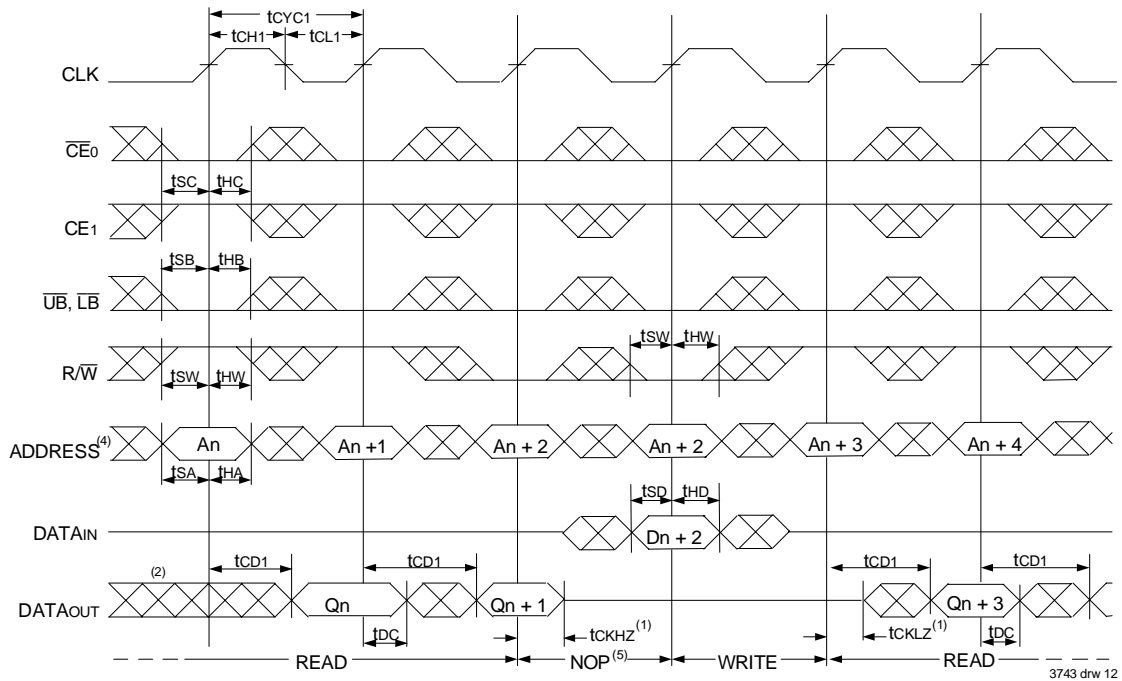 tCYC1
tCH1 tCL1
CLK
CE0
tSC tHC
CE1
tSB tHB
UB, LB
tSW tHW
R/W
tSW tHW
ADDRESS(4) An An +1 An + 2 An + 2 An + 3 An + 4
tSA tHA
tSD tHD
DATAIN Dn + 2
(2) tCD1 tCD1 tCD1 tCD1
DATAOUT Qn Qn + 1 Qn + 3
tDC tCKHZ(1) tCKLZ(1) tDC
READ NOP(5) WRITE READ
3743 drw 12